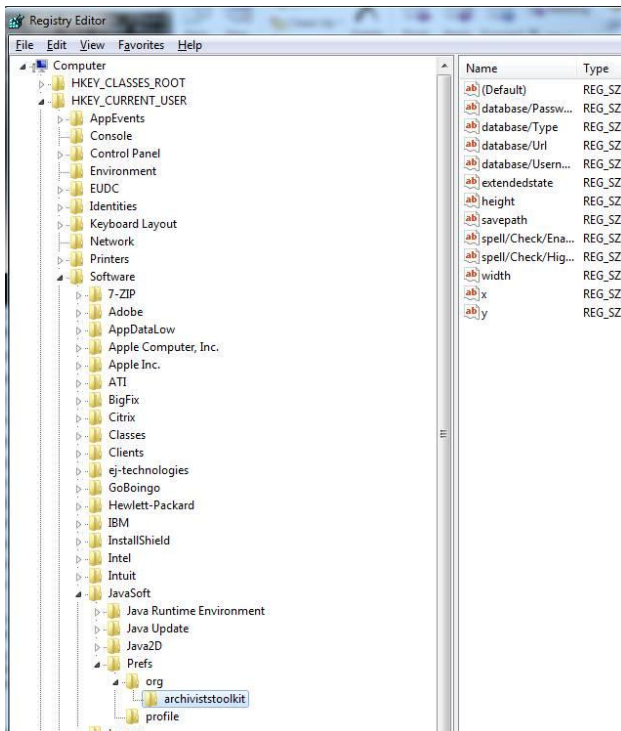 Registry Editor
File Edit View Favorites Help
Computer
HKEY_CLASSES_ROOT
HKEY_CURRENT_USER
AppEvents
Console
Control Panel
Environment
EUDC
Identities
Keyboard Layout
Network
Printers
Software
7-ZIP
Adobe
AppDataLow
Apple Computer, Inc.
Apple Inc.
ATI
BigFix
Citrix
Classes
Clients
ej-technologies
GoBoingo
Hewlett-Packard
IBM
InstallShield
Intel
Intuit
JavaSoft
Java Runtime Environment
Java Update
Java2D
Prefs
org
archiviststoolkit
profile
Name Type
(Default) REG_SZ
database/Passw... REG_SZ
database/Type REG_SZ
database/Url REG_SZ
database/Usern... REG_SZ
extendedstate REG_SZ
height REG_SZ
savepath REG_SZ
spell/Check/Ena... REG_SZ
spell/Check/Hig... REG_SZ
width REG_SZ
x REG_SZ
y REG_SZ